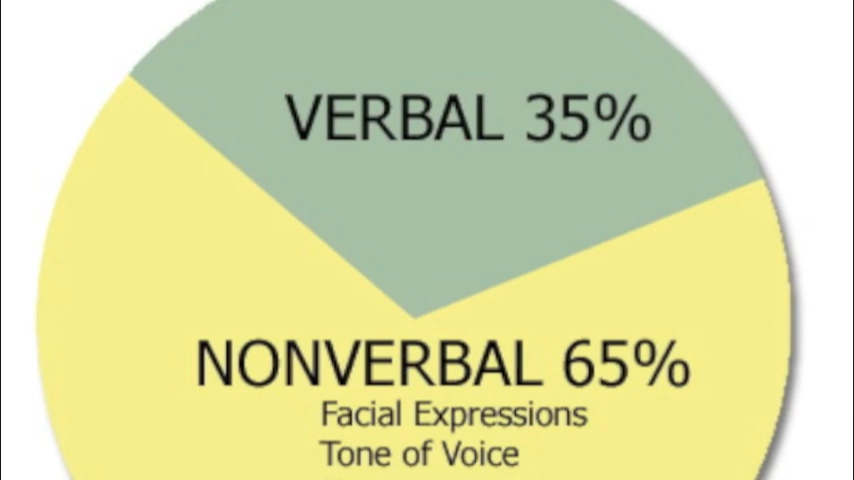 VERBAL 35%
NONVERBAL 65%
Facial Expressions
Tone of Voice